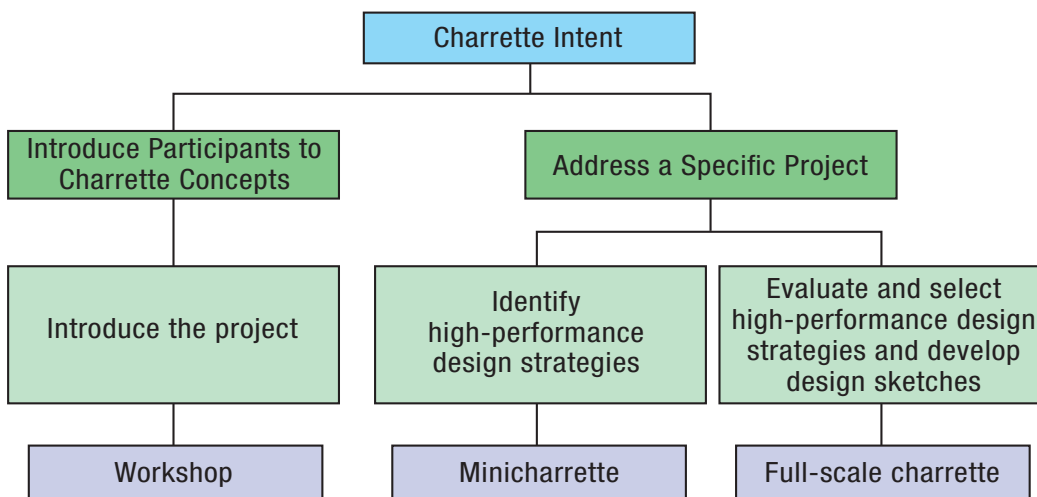 Charrette Intent
Introduce Participants to
Charrette Concepts
Address a Specific Project
Introduce the project
Identify
high-performance
design strategies
Evaluate and select
high-performance design
strategies and develop
design sketches
Workshop
Minicharrette
Full-scale charrette